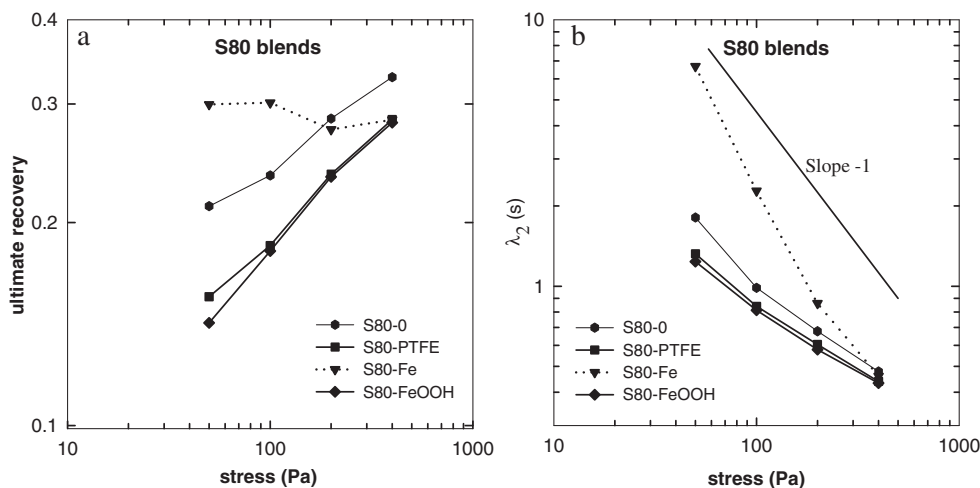 a
S80 blends
0.4
0.3
0.2
0.1
ultimate recovery
S80-0
S80-PTFE
S80-Fe
S80-FeOOH
10
100
1000
stress (Pa)
b
S80 blends
10
1
λ2 (s)
Slope -1
S80-0
S80-PTFE
S80-Fe
S80-FeOOH
10
100
1000
stress (Pa)